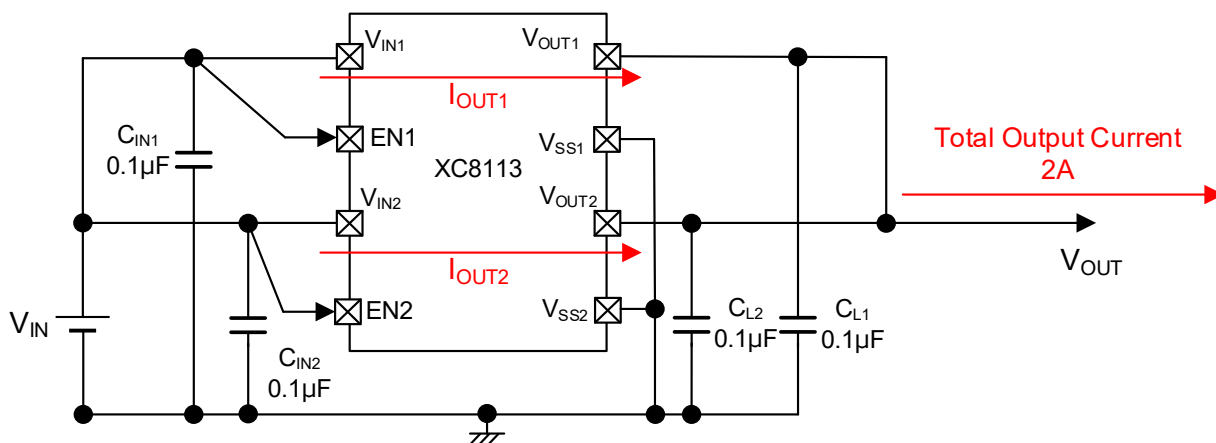 VIN1
VOUT1
IOUT1
CIN1
0.1µF
EN1
VSS1
XC8113
Total Output Current
2A
VIN2
VOUT2
IOUT2
VOUT
EN2
VSS2
VIN
CIN2
0.1µF
CL2
0.1µF
CL1
0.1µF